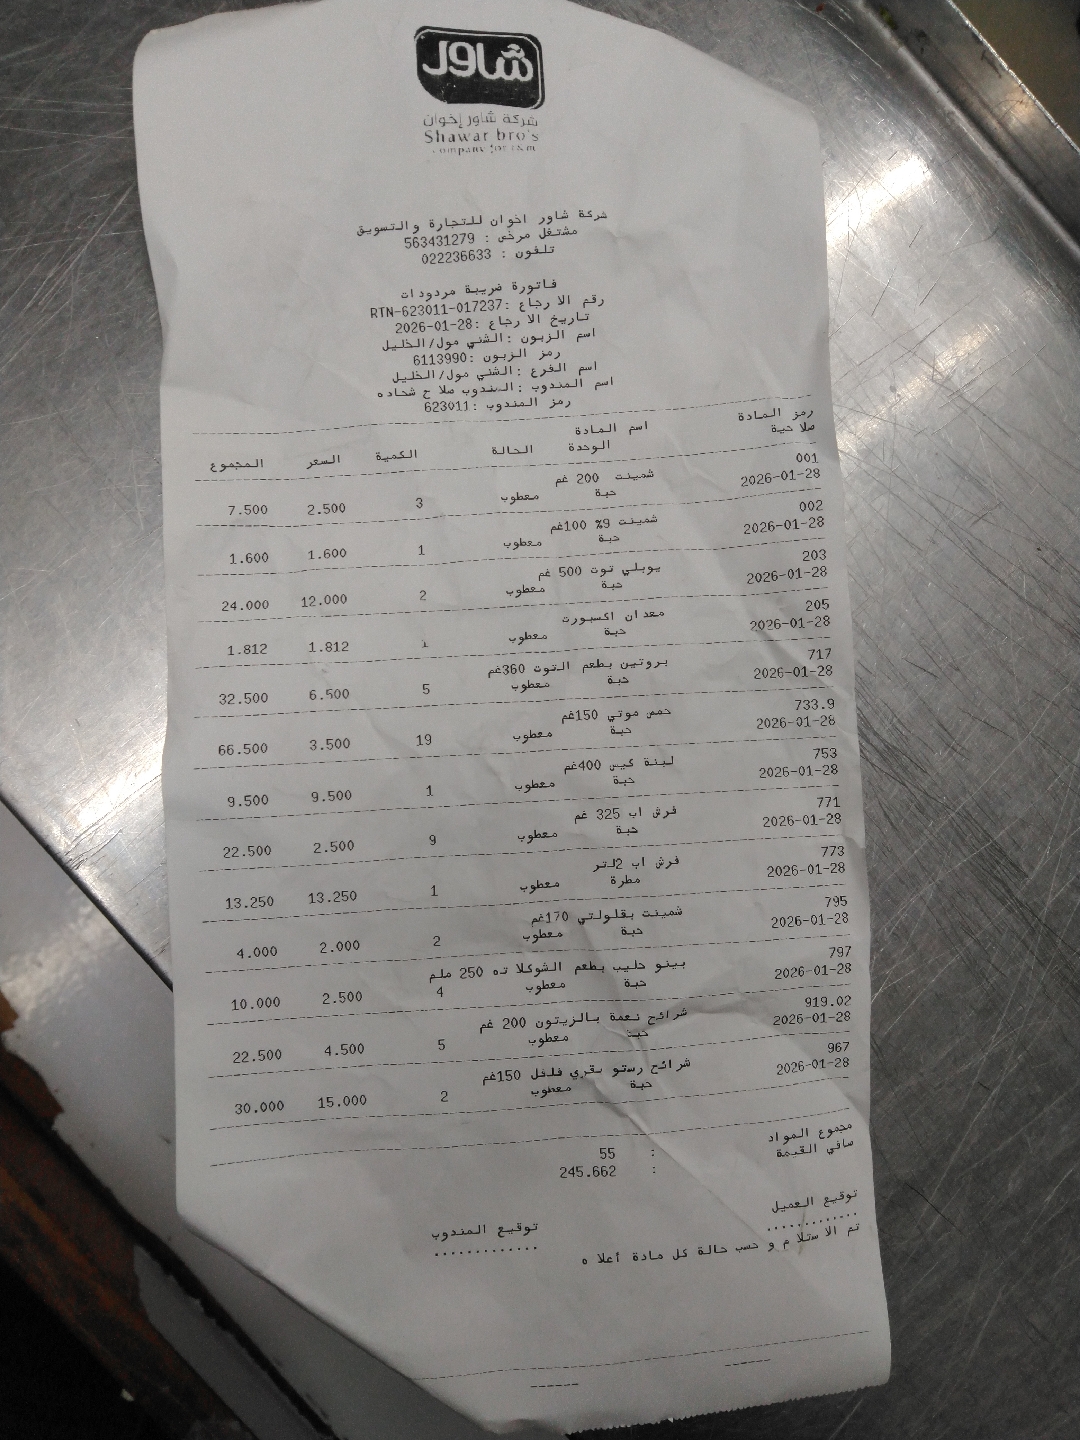 شاور
شركة شاور إخوان
Shawar bro's
شركة شاور اخوان للتجارة والتسويق
مشتغل مرخص : 563431279
تلفون : 022236633
فاتورة ضريبة مردودات
رقم الارجاع :RTN-623011-017237
تاريخ الارجاع :2026-01-28
اسم الزبون :الشني مول/الخليل
رمز الزبون :6113990
اسم الفرع :الشني مول/الخليل
اسم المندوب :المندوب صلاح شحاده
رمز المندوب :623011
رمز المادة اسم المادة
صلاحية الوحدة الحالة الكمية السعر المجموع
001 شمينت 200 غم
2026-01-28 حبة معطوب 3 2.500 7.500
002 شمينت 9% 100غم
2026-01-28 حبة معطوب 1 1.600 1.600
203 يوبلي توت 500 غم
2026-01-28 حبة معطوب 2 12.000 24.000
205 معدان اكسبورت
2026-01-28 حبة معطوب 1 1.812 1.812
717 بروتين بطعم التوت 360غم
2026-01-28 حبة معطوب 5 6.500 32.500
733.9 حمص موتي 150غم
2026-01-28 حبة معطوب 19 3.500 66.500
753 لبنة كيس 400غم
2026-01-28 حبة معطوب 1 9.500 9.500
771 فرش اب 325 غم
2026-01-28 حبة معطوب 9 2.500 22.500
773 فرش اب 2لتر
2026-01-28 مطرة معطوب 1 13.250 13.250
795 شمينت بقلولتي 170غم
2026-01-28 حبة معطوب 2 2.000 4.000
797 بينو حليب بطعم الشوكلاته 250 ملم
2026-01-28 حبة معطوب 4 2.500 10.000
919.02 شرائح نعمة بالزيتون 200 غم
2026-01-28 حبة معطوب 5 4.500 22.500
967 شرائح رستو بقري فلفل 150غم
2026-01-28 حبة معطوب 2 15.000 30.000
مجموع المواد : 55
صافي القيمة : 245.662
توقيع العميل توقيع المندوب
............. .............
تم الاستلام و حسب حالة كل مادة أعلاه